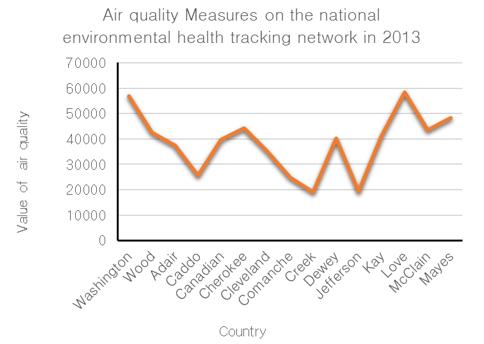 Air quality Measures on the national
environmental health tracking network in 2013
Value of air quality
70000
60000
50000
40000
30000
20000
10000
0
Washington
Wood
Adair
Caddo
Canadian
Cherokee
Cleveland
Comanche
Creek
Dewey
Jefferson
Kay
Love
McClain
Mayes
Country